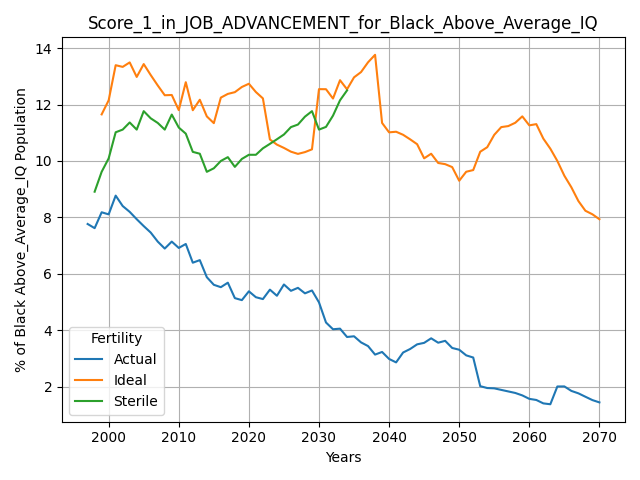 Score_1_in_JOB_ADVANCEMENT_for_Black_Above_Average_IQ
% of Black Above_Average_IQ Population
14
12
10
8
6
4
2
Fertility
Actual
Ideal
Sterile
2000 2010 2020 2030 2040 2050 2060 2070
Years